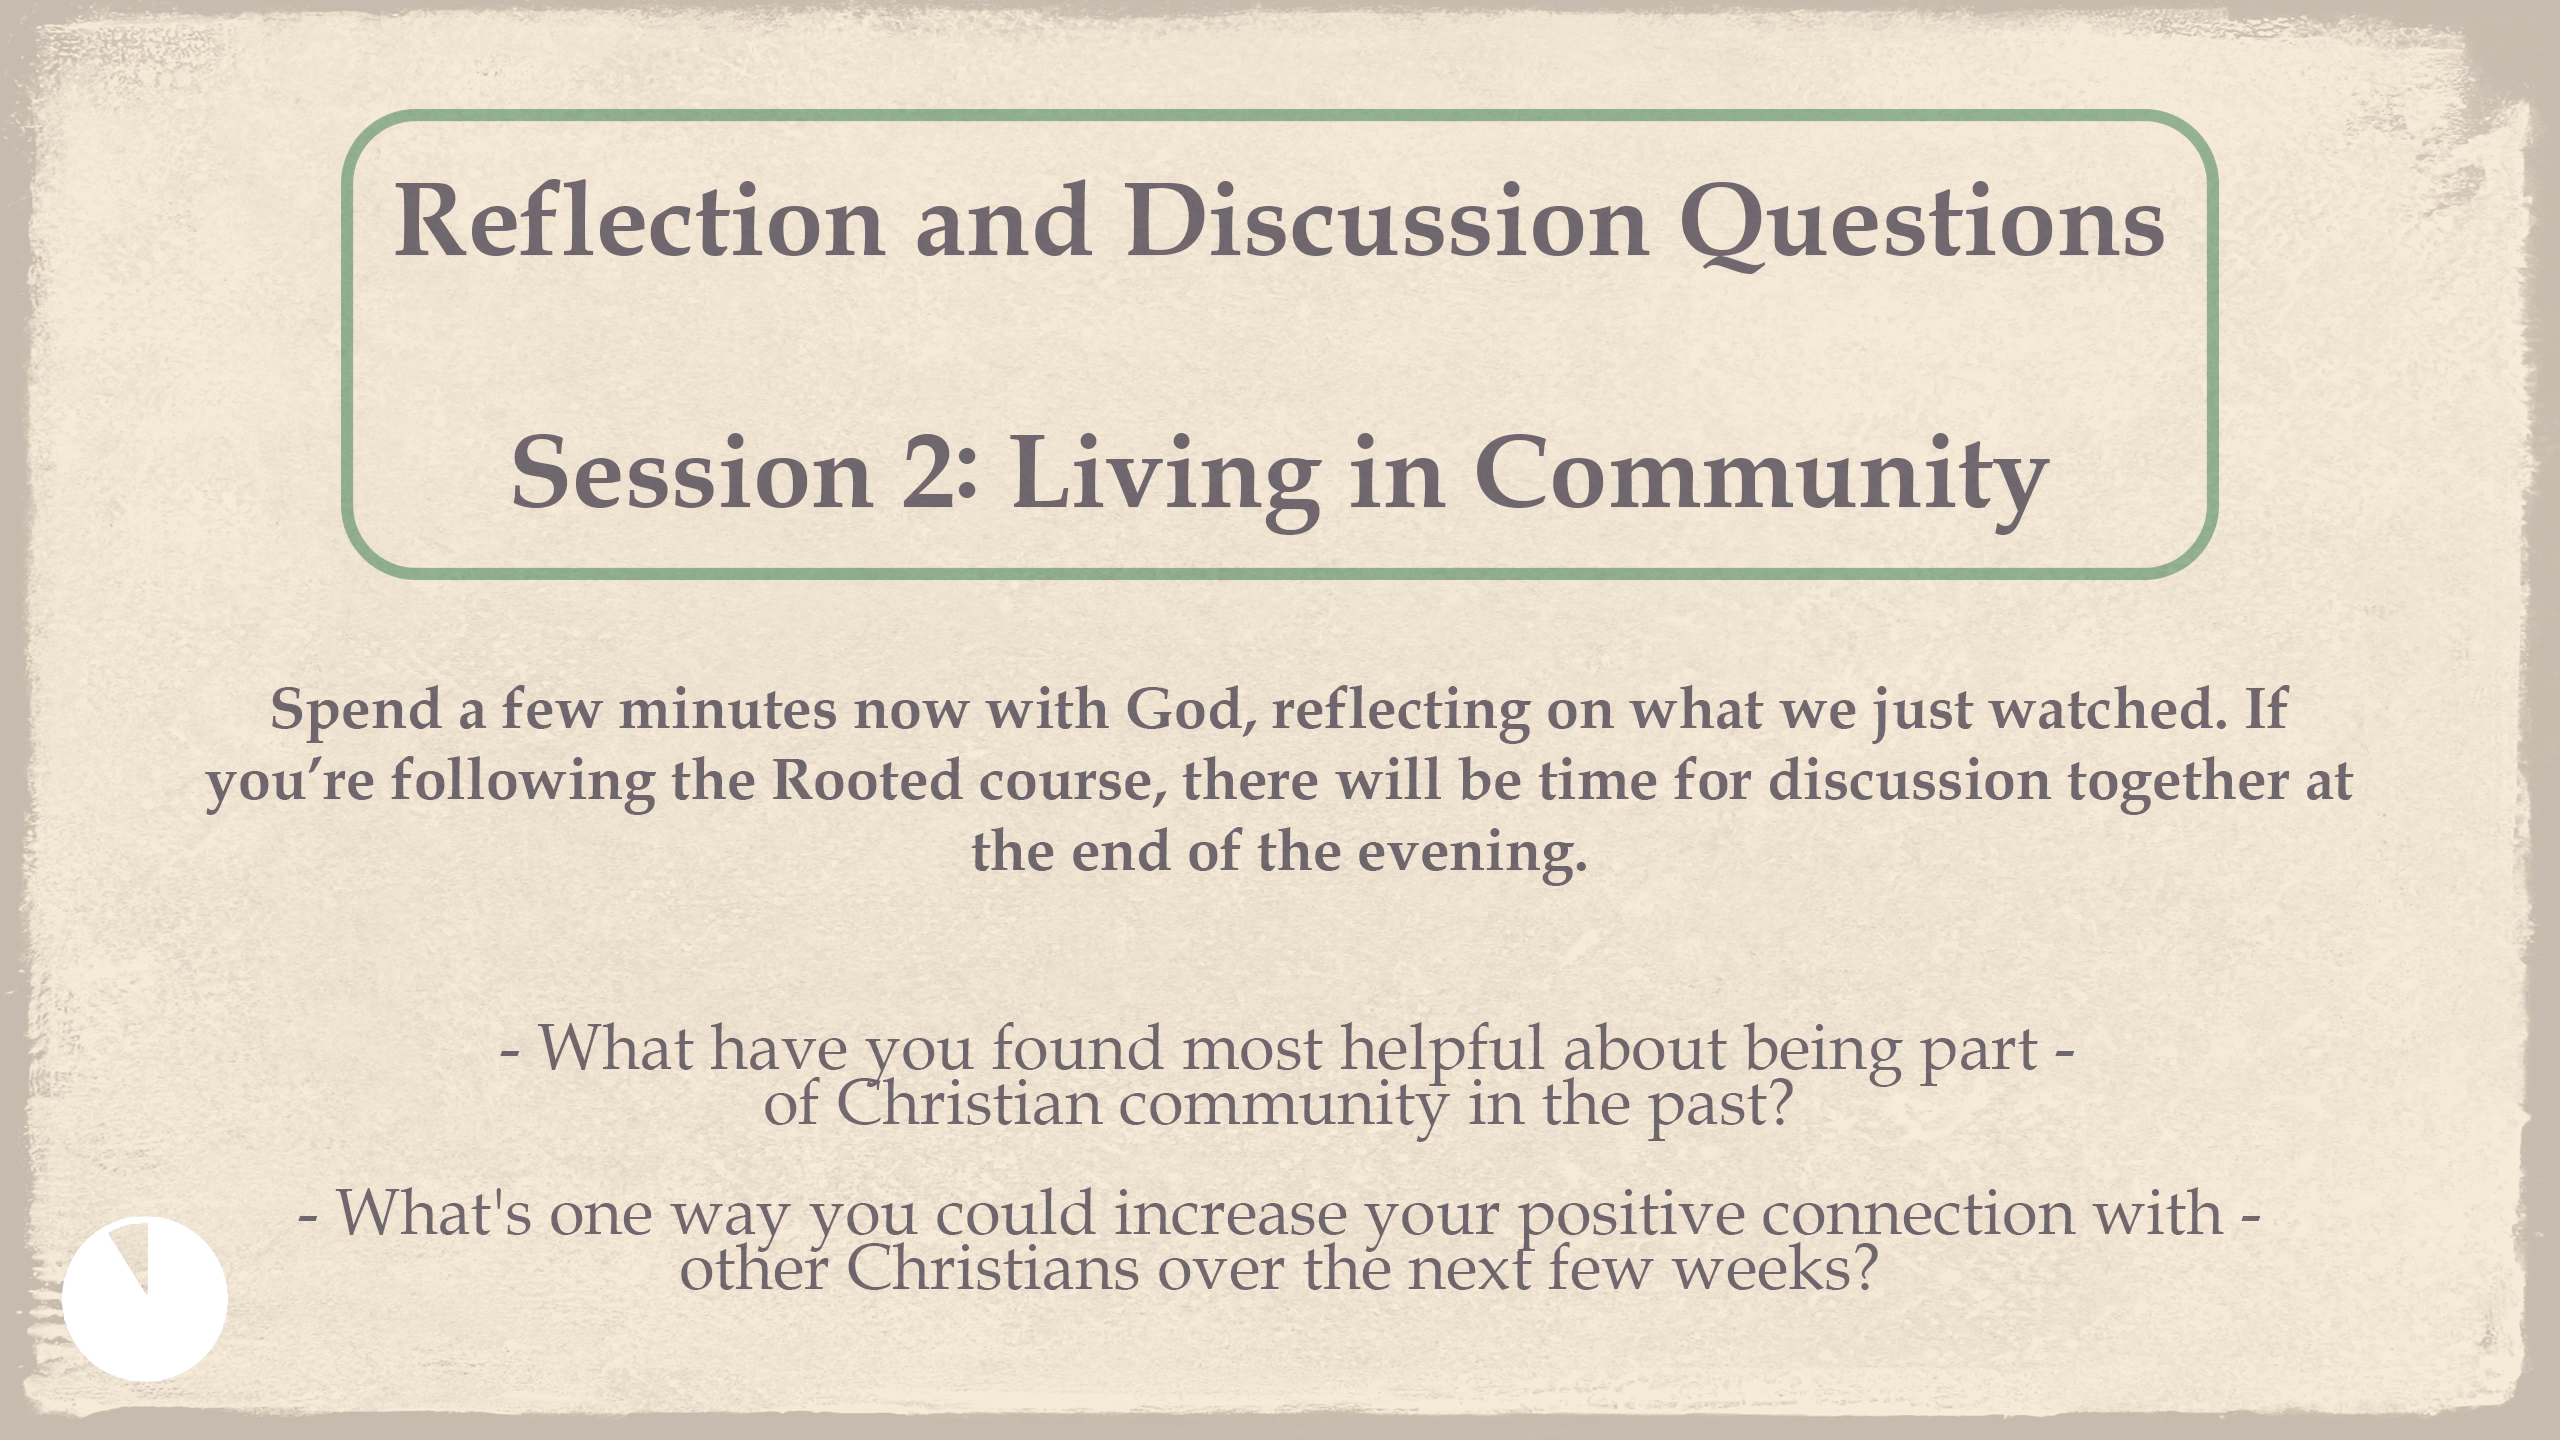 Reflection and Discussion Questions
Session 2: Living in Community
Spend a few minutes now with God, reflecting on what we just watched. If
you’re following the Rooted course, there will be time for discussion together at
the end of the evening.
- What have you found most helpful about being part -
of Christian community in the past?
- What's one way you could increase your positive connection with -
other Christians over the next few weeks?